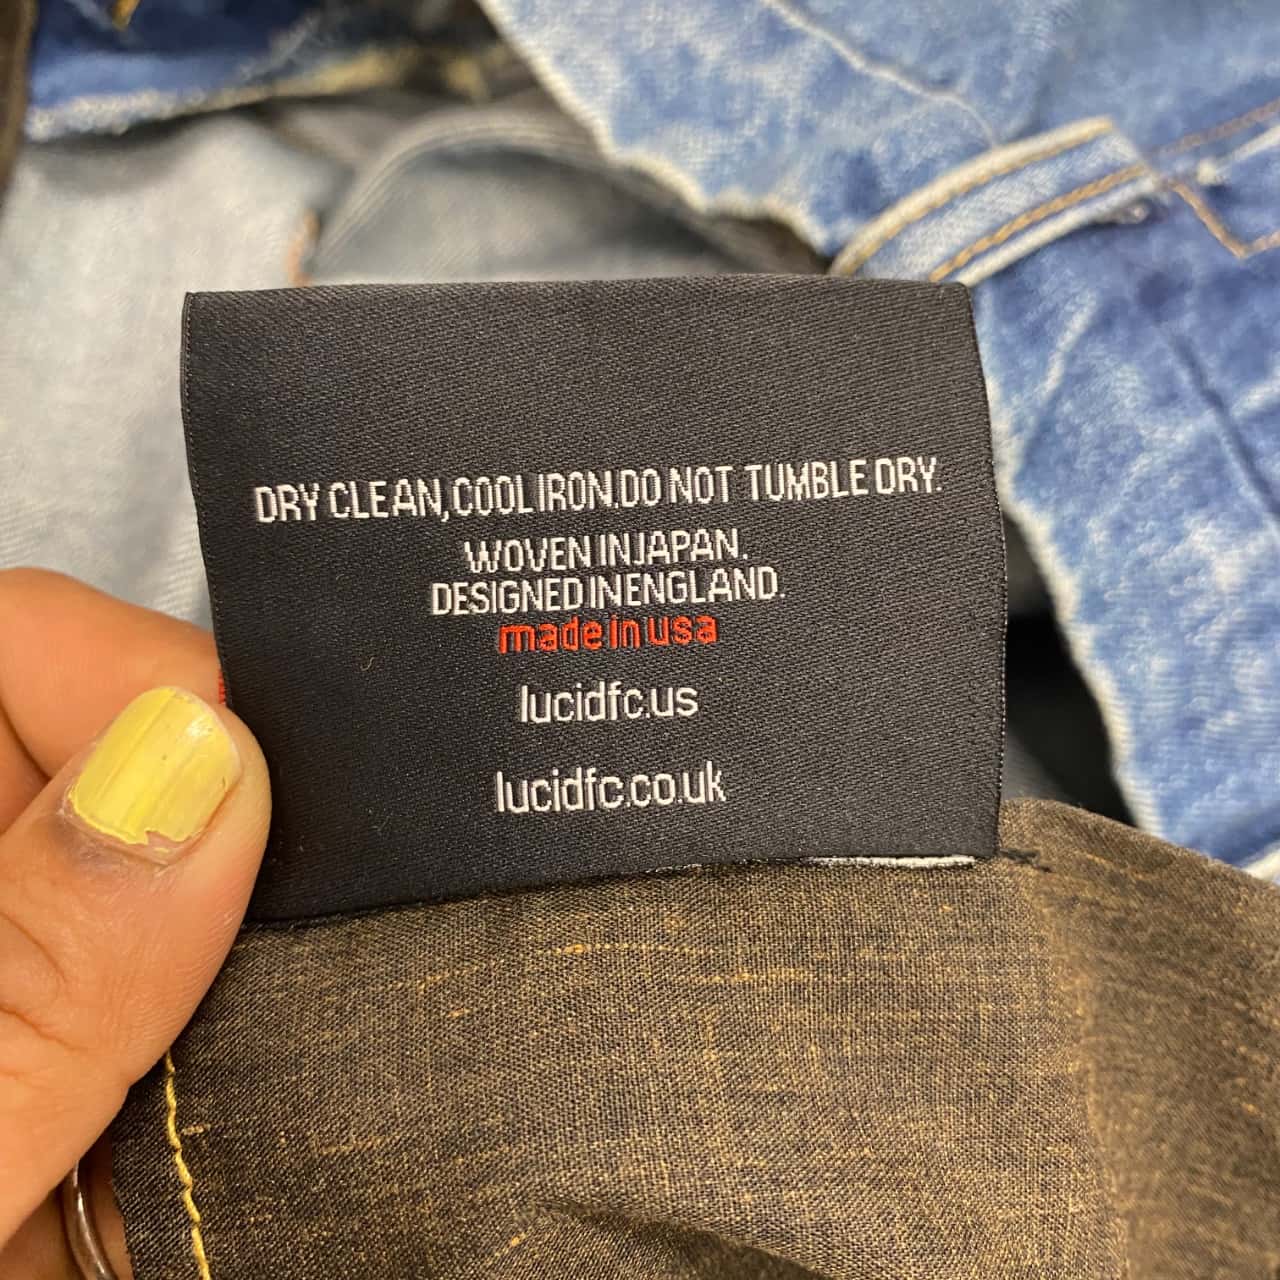 DRY CLEAN, COOL IRON.DO NOT TUMBLE DRY.
WOVEN IN JAPAN.
DESIGNED IN ENGLAND.
made in usa
lucidfc.us
lucidfc.co.uk